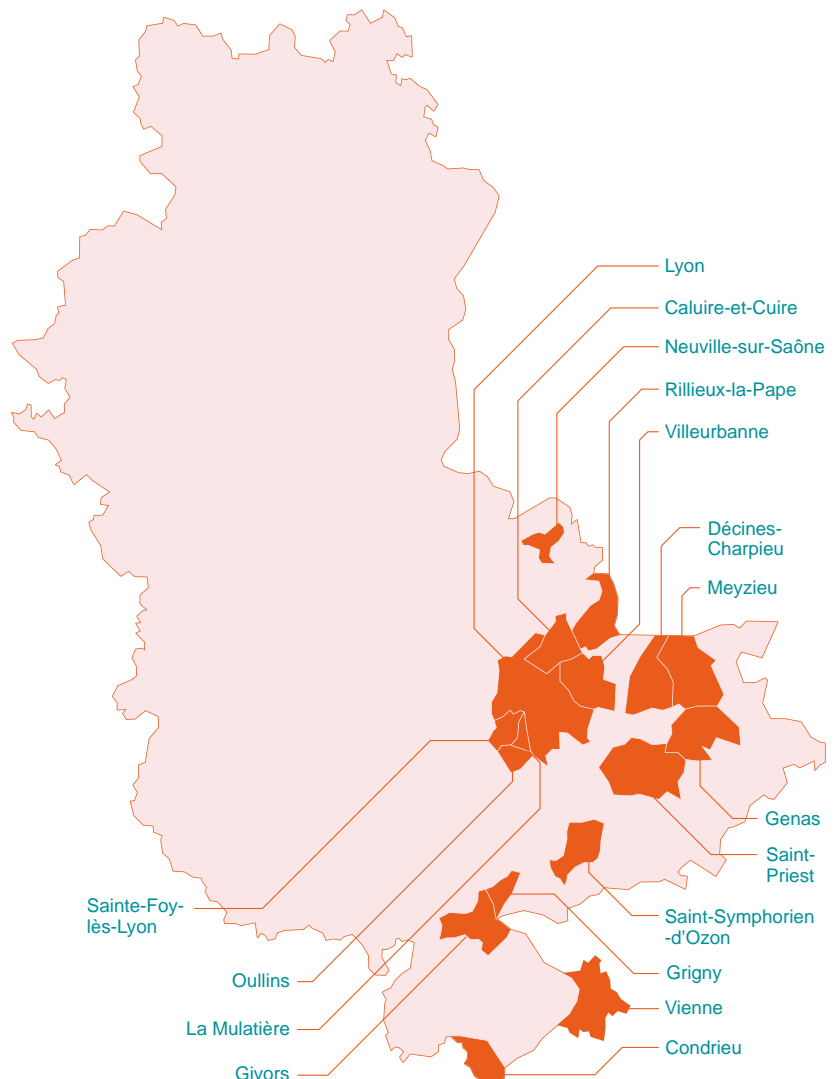 Lyon
Caluire-et-Cuire
Neuville-sur-Saône
Rillieux-la-Pape
Villeurbanne
Décines-
Charpieu
Meyzieu
Genas
Saint-
Priest
Sainte-Foy-
lès-Lyon
Saint-Symphorien
-d'Ozon
Oullins
Grigny
La Mulatière
Vienne
Condrieu
Givors